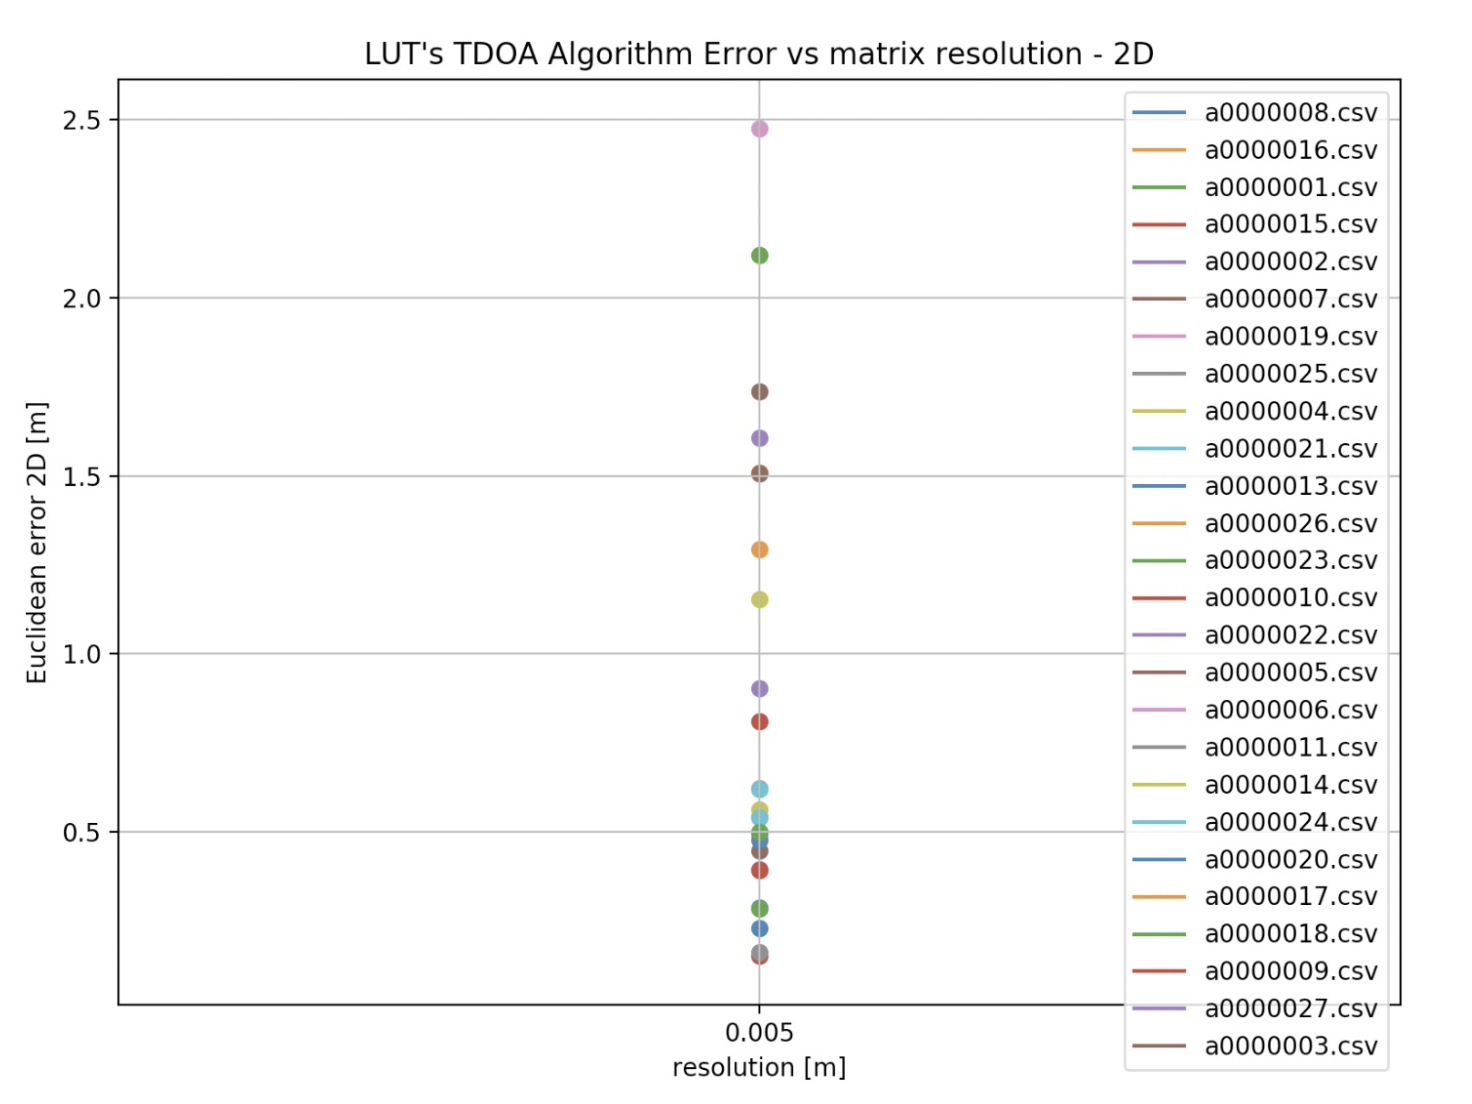 LUT's TDOA Algorithm Error vs matrix resolution - 2D
Euclidean error 2D [m]
2.5
2.0
1.5
1.0
0.5
0.005
resolution [m]
a0000008.csv
a0000016.csv
a0000001.csv
a0000015.csv
a0000002.csv
a0000007.csv
a0000019.csv
a0000025.csv
a0000004.csv
a0000021.csv
a0000013.csv
a0000026.csv
a0000023.csv
a0000010.csv
a0000022.csv
a0000005.csv
a0000006.csv
a0000011.csv
a0000014.csv
a0000024.csv
a0000020.csv
a0000017.csv
a0000018.csv
a0000009.csv
a0000027.csv
a0000003.csv